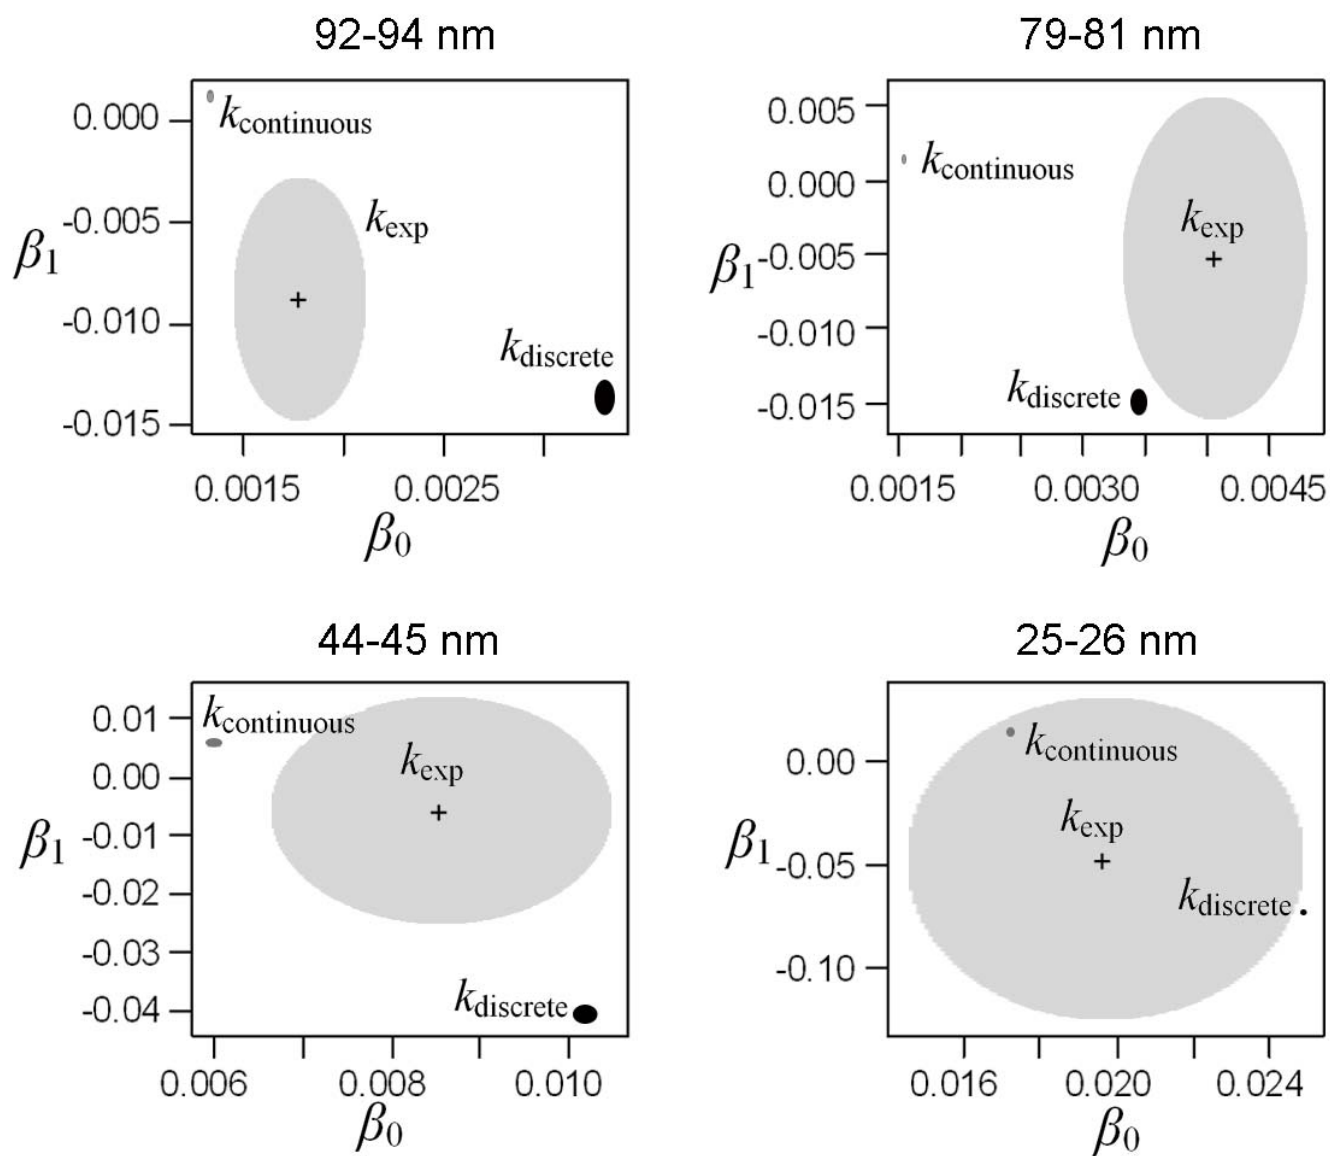 92-94 nm
0.000
-0.005
-0.010
-0.015
β1
kcontinuous
kexp
+
kdiscrete
0.0015 0.0025
β0
79-81 nm
0.005
0.000
-0.005
-0.010
-0.015
β1
kcontinuous
kexp
+
kdiscrete
0.0015 0.0030 0.0045
β0
44-45 nm
0.01
0.00
-0.01
-0.02
-0.03
-0.04
β1
kcontinuous
kexp
+
kdiscrete
0.006 0.008 0.010
β0
25-26 nm
0.00
-0.05
-0.10
β1
kcontinuous
kexp
+
kdiscrete
0.016 0.020 0.024
β0